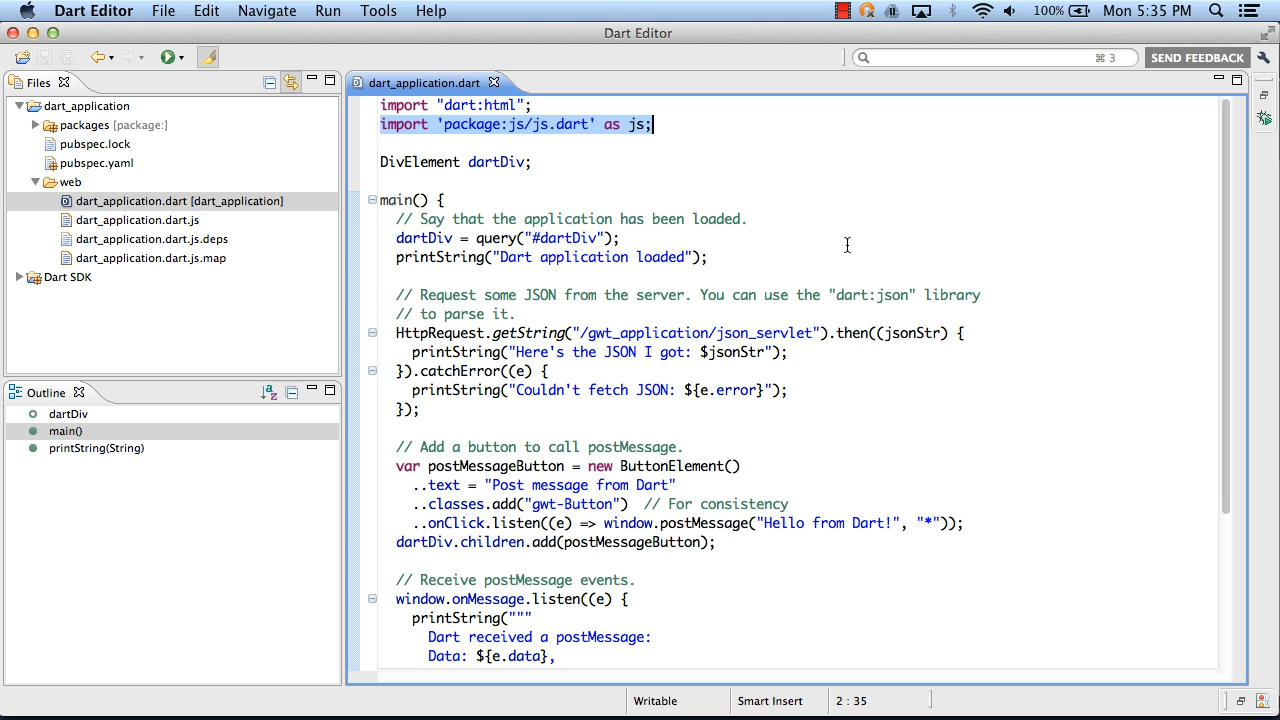 Dart Editor File Edit Navigate Run Tools Help 100% Mon 5:35 PM
Dart Editor
⌘ 3 SEND FEEDBACK
Files
dart_application
packages [package:]
pubspec.lock
pubspec.yaml
web
dart_application.dart [dart_application]
dart_application.dart.js
dart_application.dart.js.deps
dart_application.dart.js.map
Dart SDK
Outline
dartDiv
main()
printString(String)
dart_application.dart
import "dart:html";
import 'package:js/js.dart' as js;
DivElement dartDiv;
main() {
// Say that the application has been loaded.
dartDiv = query("#dartDiv");
printString("Dart application loaded");
// Request some JSON from the server. You can use the "dart:json" library
// to parse it.
HttpRequest.getString("/gwt_application/json_servlet").then((jsonStr) {
printString("Here's the JSON I got: $jsonStr");
}).catchError((e) {
printString("Couldn't fetch JSON: ${e.error}");
});
// Add a button to call postMessage.
var postMessageButton = new ButtonElement()
..text = "Post message from Dart"
..classes.add("gwt-Button")  // For consistency
..onClick.listen((e) => window.postMessage("Hello from Dart!", "*"));
dartDiv.children.add(postMessageButton);
// Receive postMessage events.
window.onMessage.listen((e) {
printString("""
Dart received a postMessage:
Data: ${e.data},
Writable Smart Insert 2 : 35